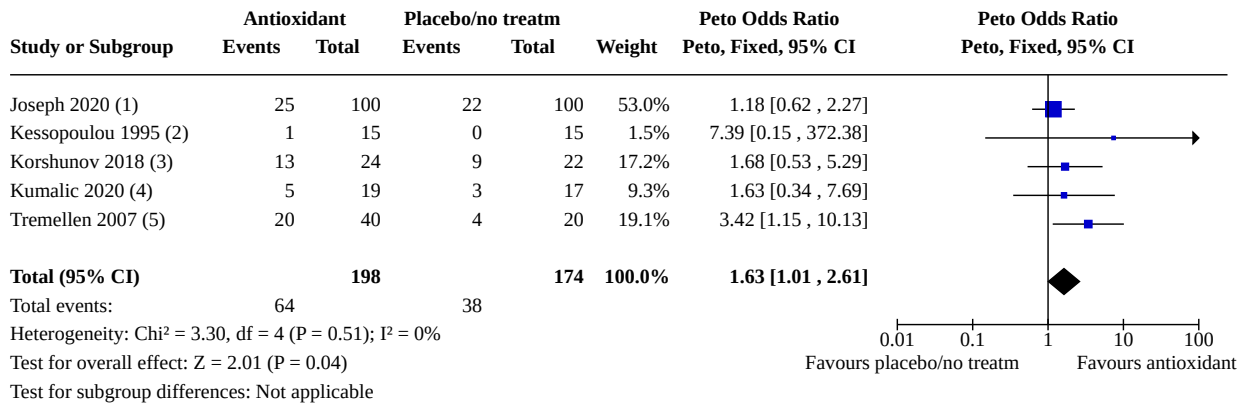 Antioxidant Placebo/no treatm Peto Odds Ratio Peto Odds Ratio
Study or Subgroup Events Total Events Total Weight Peto, Fixed, 95% CI Peto, Fixed, 95% CI
Joseph 2020 (1) 25 100 22 100 53.0% 1.18 [0.62 , 2.27]
Kessopoulou 1995 (2) 1 15 0 15 1.5% 7.39 [0.15 , 372.38]
Korshunov 2018 (3) 13 24 9 22 17.2% 1.68 [0.53 , 5.29]
Kumalic 2020 (4) 5 19 3 17 9.3% 1.63 [0.34 , 7.69]
Tremellen 2007 (5) 20 40 4 20 19.1% 3.42 [1.15 , 10.13]
Total (95% CI) 198 174 100.0% 1.63 [1.01 , 2.61]
Total events: 64 38
Heterogeneity: Chi² = 3.30, df = 4 (P = 0.51); I² = 0%
0.01 0.1 1 10 100
Test for overall effect: Z = 2.01 (P = 0.04) Favours placebo/no treatm Favours antioxidant
Test for subgroup differences: Not applicable